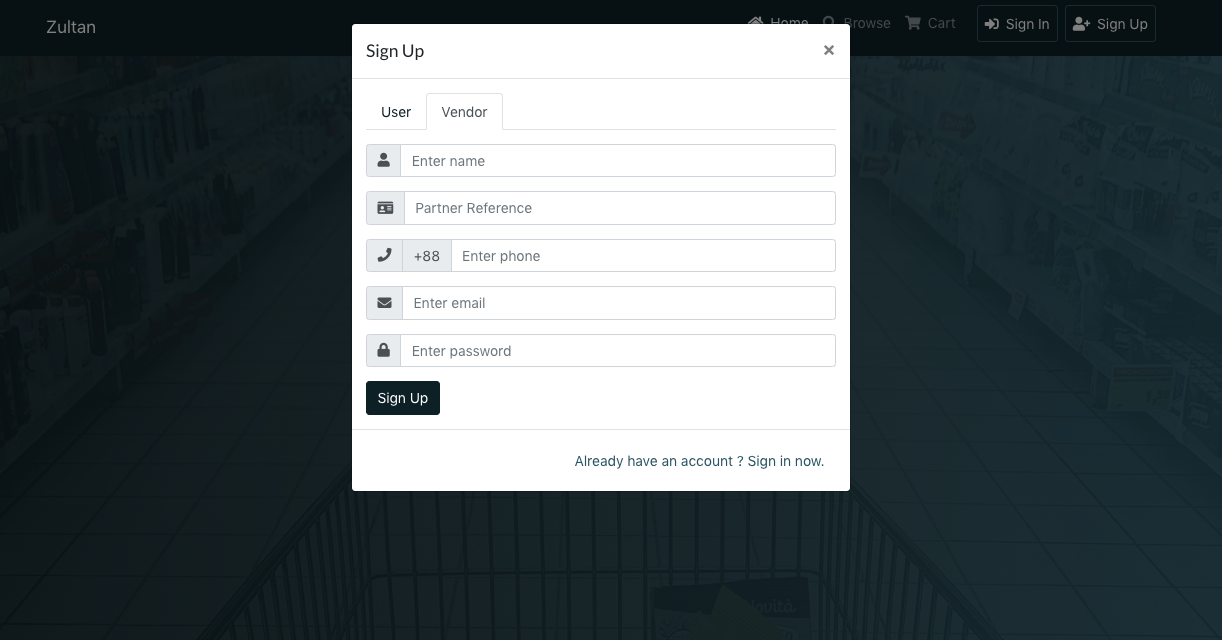 Zultan
Home Browse Cart Sign In Sign Up
Sign Up ×
User Vendor
Enter name
Partner Reference
+88 Enter phone
Enter email
Enter password
Sign Up
Already have an account ? Sign in now.
Novità